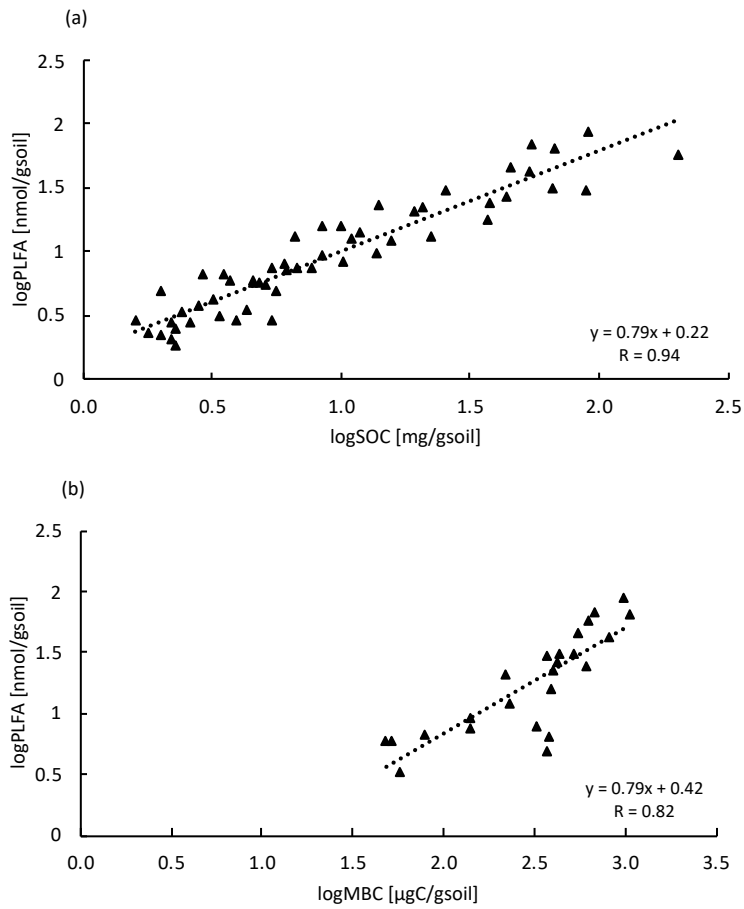 (a)
2.5
2
1.5
1
0.5
0
logPLFA [nmol/gsoil]
y = 0.79x + 0.22
R = 0.94
0.0 0.5 1.0 1.5 2.0 2.5
logSOC [mg/gsoil]
(b)
2.5
2
1.5
1
0.5
0
logPLFA [nmol/gsoil]
y = 0.79x + 0.42
R = 0.82
0.0 0.5 1.0 1.5 2.0 2.5 3.0 3.5
logMBC [µgC/gsoil]